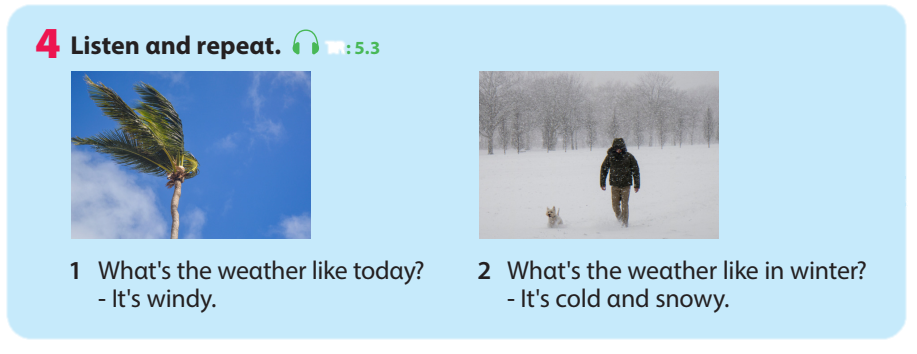 4 Listen and repeat. : 5.3
1 What's the weather like today?
- It's windy.
2 What's the weather like in winter?
- It's cold and snowy.